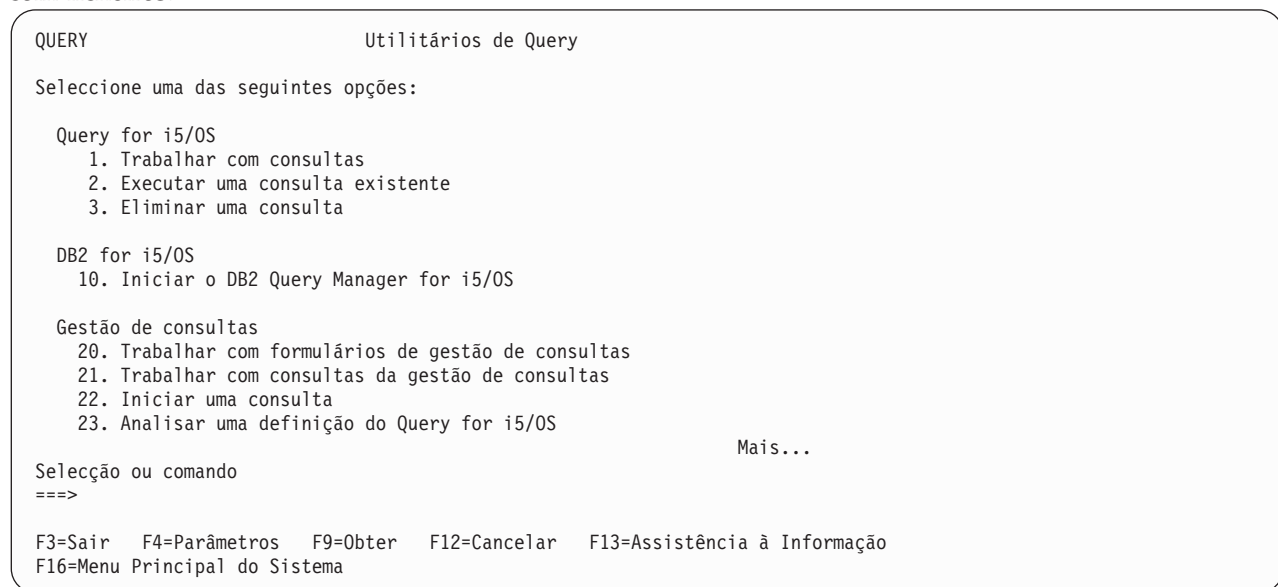 QUERY Utilitários de Query
Seleccione uma das seguintes opções:
Query for i5/OS
1. Trabalhar com consultas
2. Executar uma consulta existente
3. Eliminar uma consulta
DB2 for i5/OS
10. Iniciar o DB2 Query Manager for i5/OS
Gestão de consultas
20. Trabalhar com formulários de gestão de consultas
21. Trabalhar com consultas da gestão de consultas
22. Iniciar uma consulta
23. Analisar uma definição do Query for i5/OS
Mais...
Selecção ou comando
===>
F3=Sair F4=Parâmetros F9=Obter F12=Cancelar F13=Assistência à Informação
F16=Menu Principal do Sistema